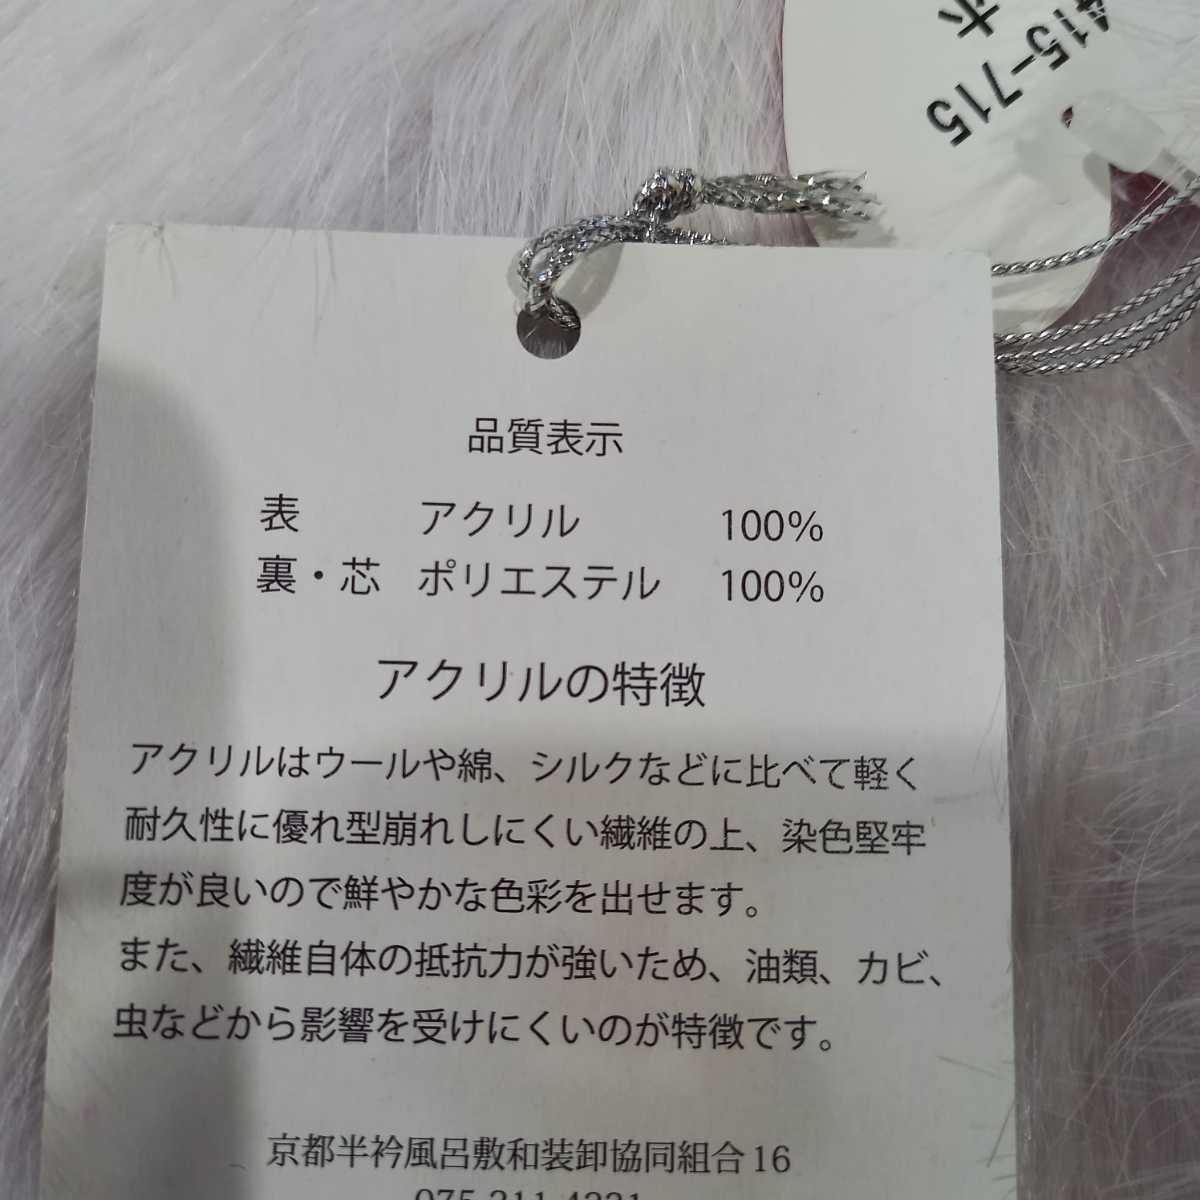 415-715
ホ
品質表示
表 アクリル 100%
裏・芯 ポリエステル 100%
アクリルの特徴
アクリルはウールや綿、シルクなどに比べて軽く
耐久性に優れ型崩れしにくい繊維の上、染色堅牢
度が良いので鮮やかな色彩を出せます。
また、繊維自体の抵抗力が強いため、油類、カビ、
虫などから影響を受けにくいのが特徴です。
京都半衿風呂敷和装卸協同組合16